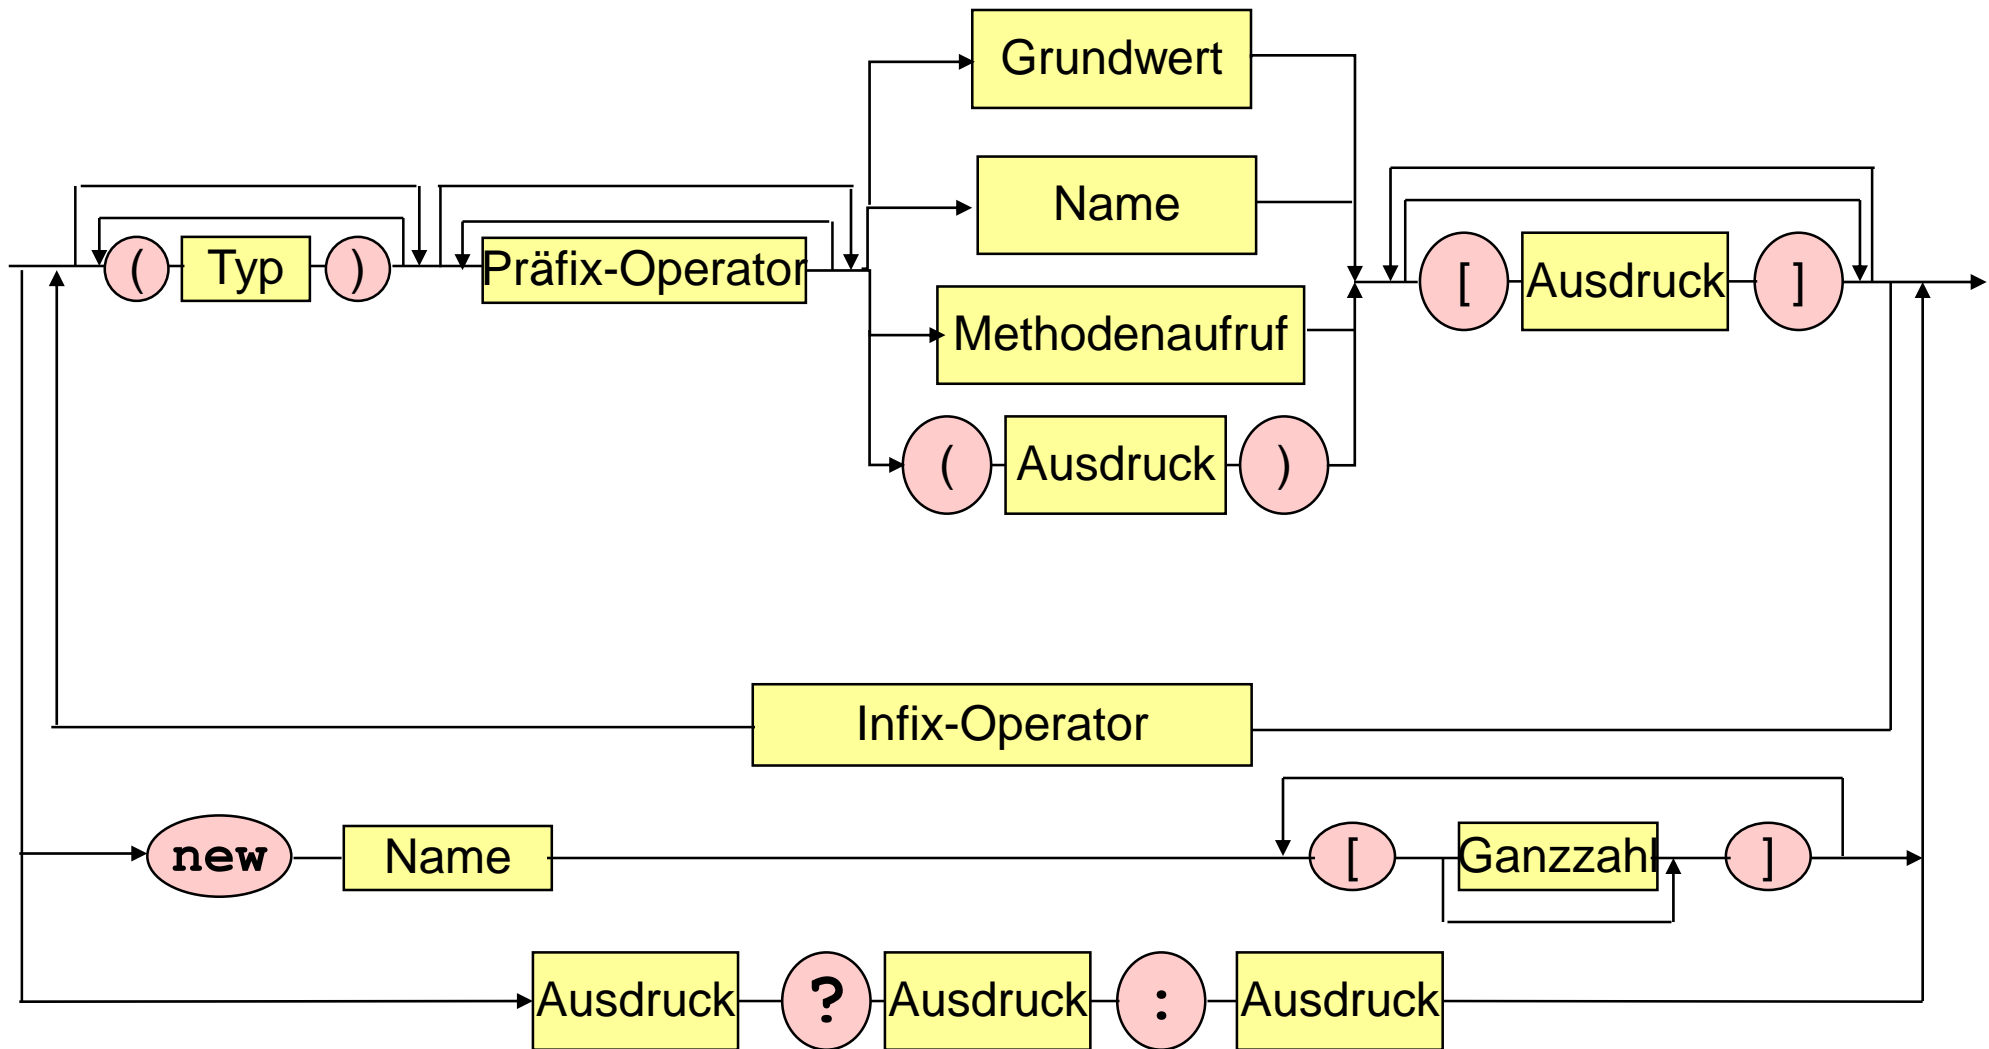 Grundwert
Name
( Typ ) Präfix-Operator [ Ausdruck ]
Methodenaufruf
( Ausdruck )
Infix-Operator
new Name [ Ganzzahl ]
Ausdruck ? Ausdruck : Ausdruck